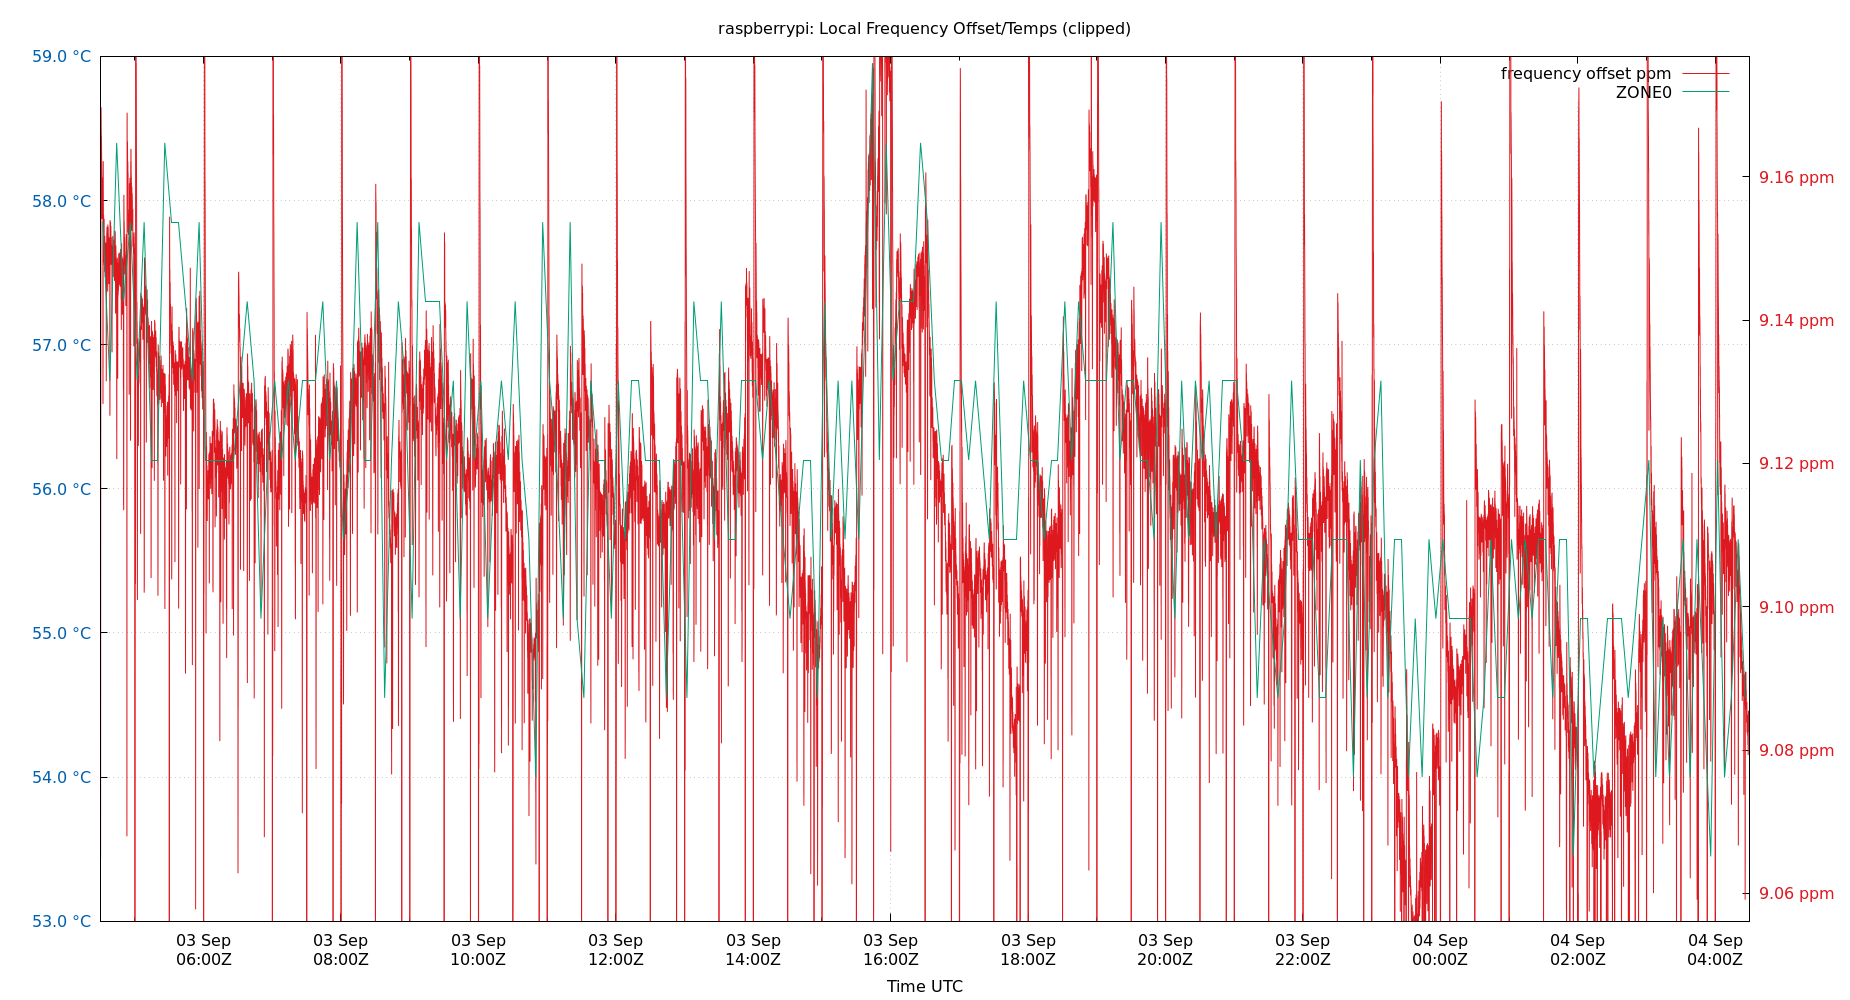 raspberrypi: Local Frequency Offset/Temps (clipped)
frequency offset ppm
ZONE0
59.0 °C
58.0 °C
57.0 °C
56.0 °C
55.0 °C
54.0 °C
53.0 °C
9.16 ppm
9.14 ppm
9.12 ppm
9.10 ppm
9.08 ppm
9.06 ppm
03 Sep 03 Sep 03 Sep 03 Sep 03 Sep 03 Sep 03 Sep 03 Sep 03 Sep 04 Sep 04 Sep 04 Sep
06:00Z 08:00Z 10:00Z 12:00Z 14:00Z 16:00Z 18:00Z 20:00Z 22:00Z 00:00Z 02:00Z 04:00Z
Time UTC